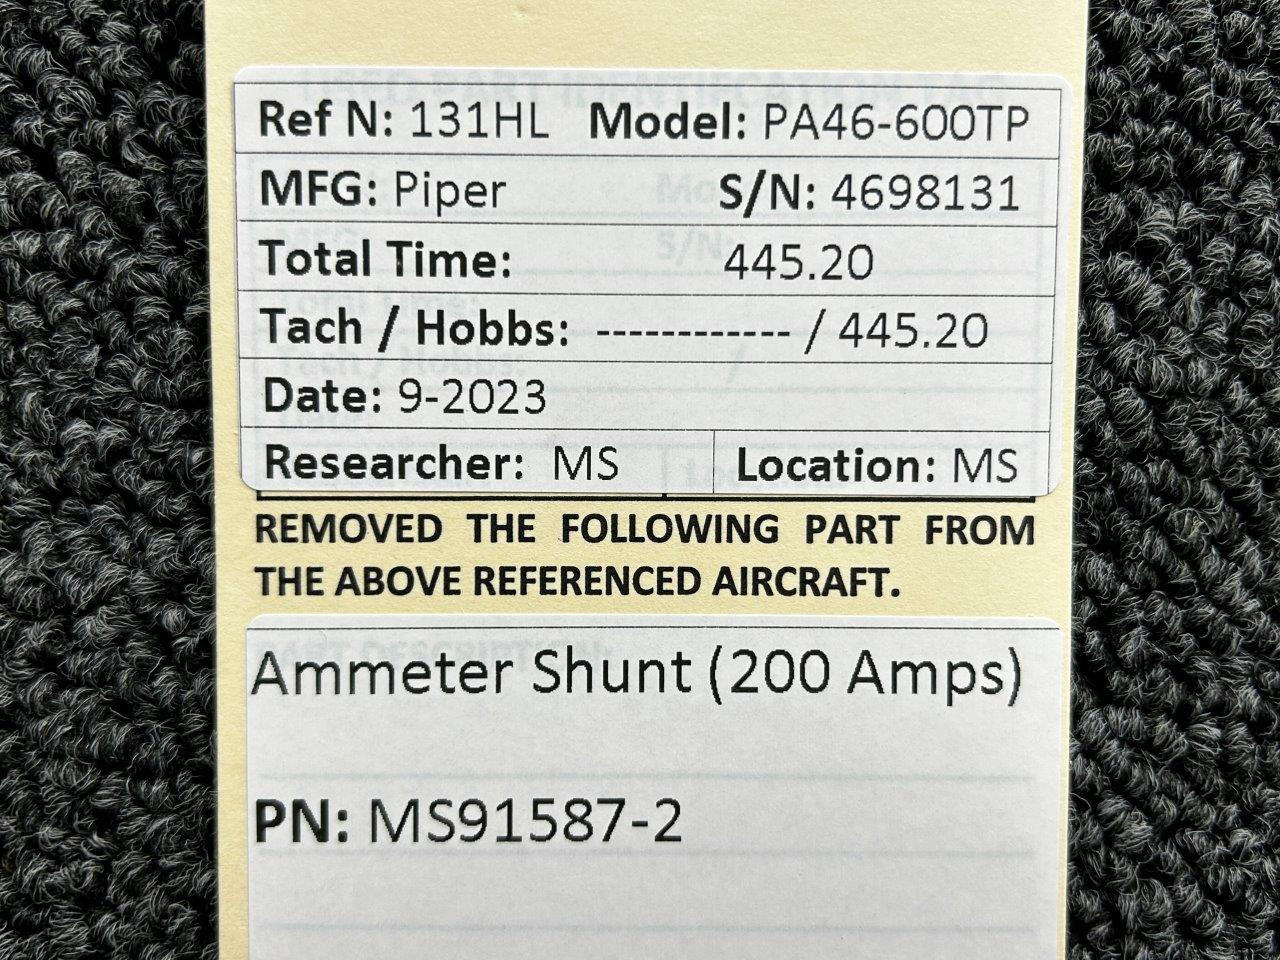 Ref N: 131HL Model: PA46-600TP
MFG: Piper S/N: 4698131
Total Time: 445.20
Tach / Hobbs: ------------ / 445.20
Date: 9-2023
Researcher: MS Location: MS
REMOVED THE FOLLOWING PART FROM
THE ABOVE REFERENCED AIRCRAFT.
Ammeter Shunt (200 Amps)
PN: MS91587-2